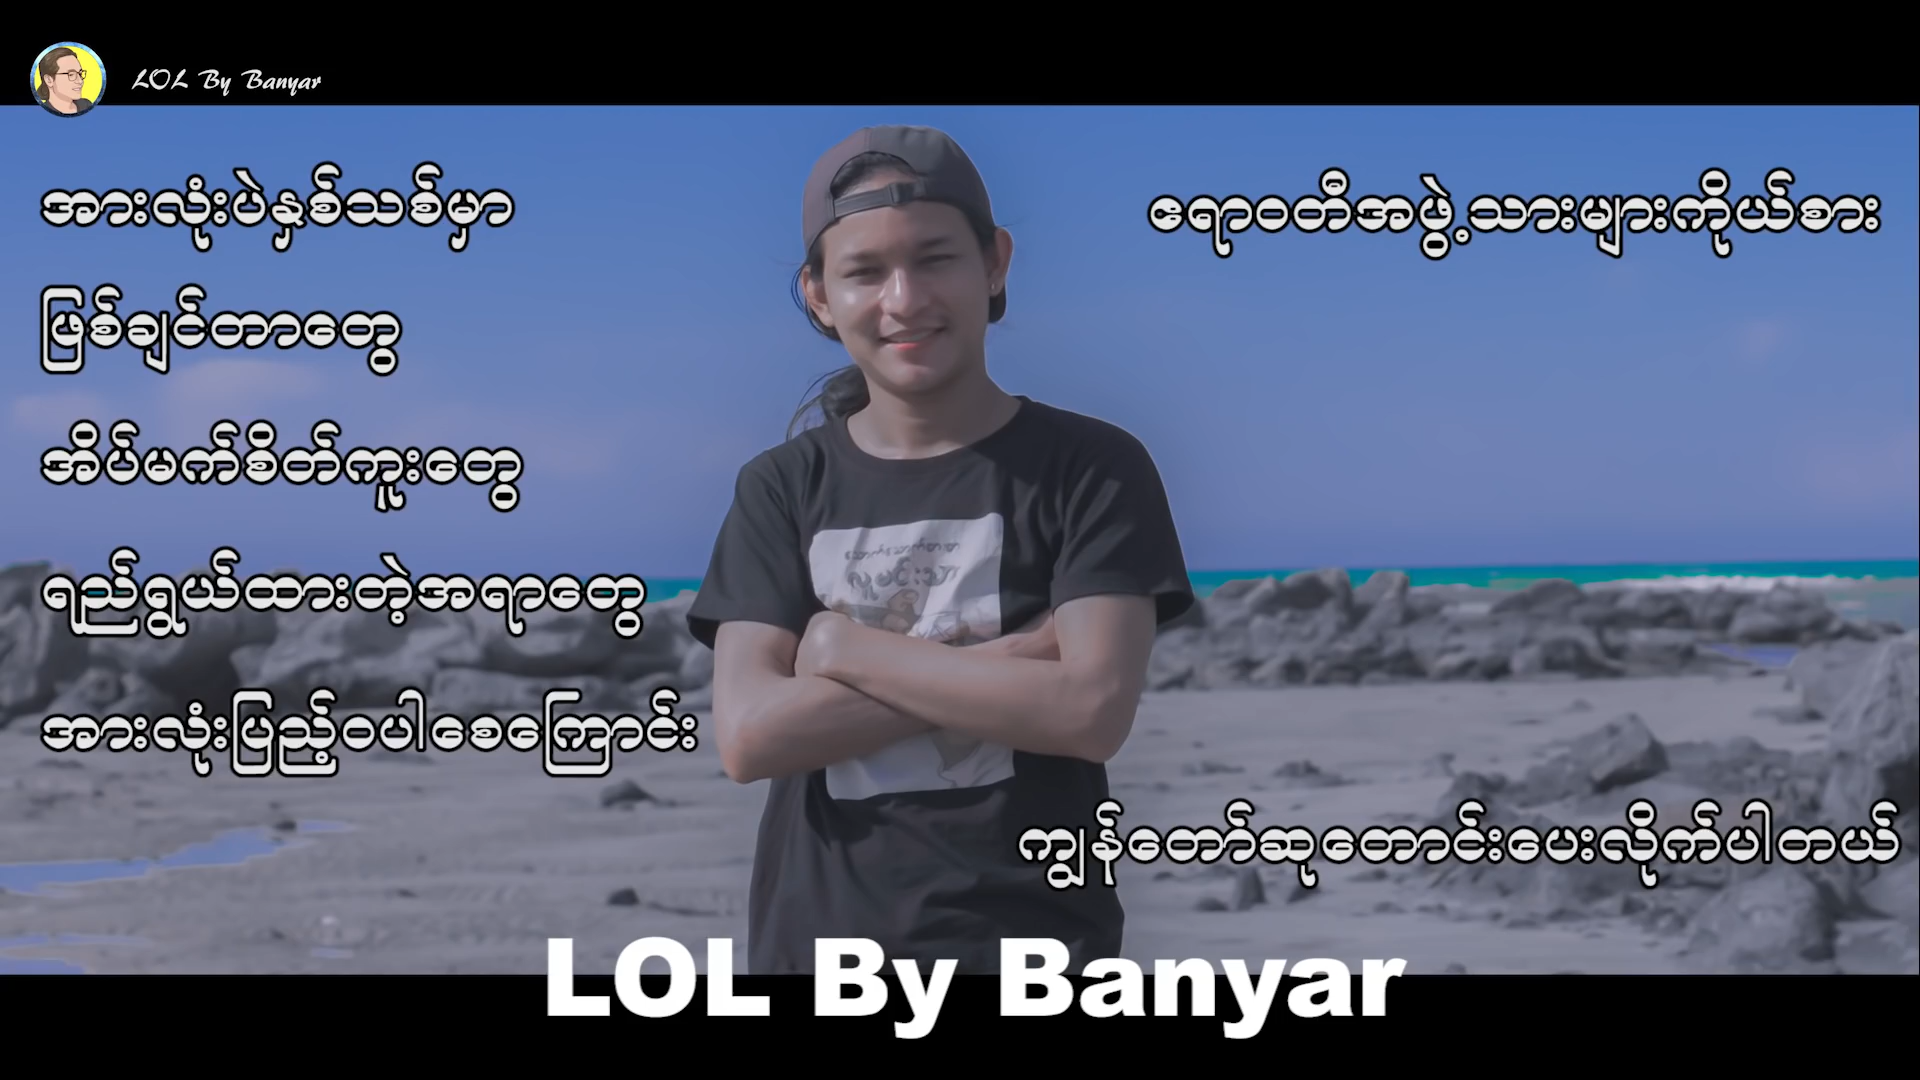 LOL By Banyar
အားလုံးပဲနှစ်သစ်မှာ
ဖြစ်ချင်တာတွေ
အိပ်မက်စိတ်ကူးတွေ
ရည်ရွယ်ထားတဲ့အရာတွေ
အားလုံးပြည့်ဝပါစေကြောင်း
ဧရာဝတီအဖွဲ့သားများကိုယ်စား
ကျွန်တော်ဆုတောင်းပေးလိုက်ပါတယ်
LOL By Banyar